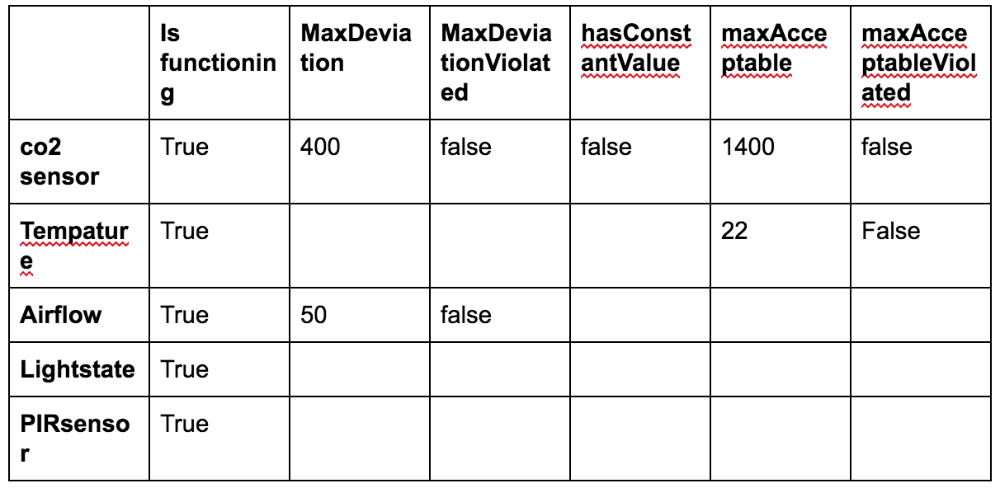 Is functioning MaxDeviation MaxDeviationViolated hasConstantValue maxAcceptable maxAcceptableViolated
co2 sensor True 400 false false 1400 false
Tempature True 22 False
Airflow True 50 false
Lightstate True
PIRsensor True